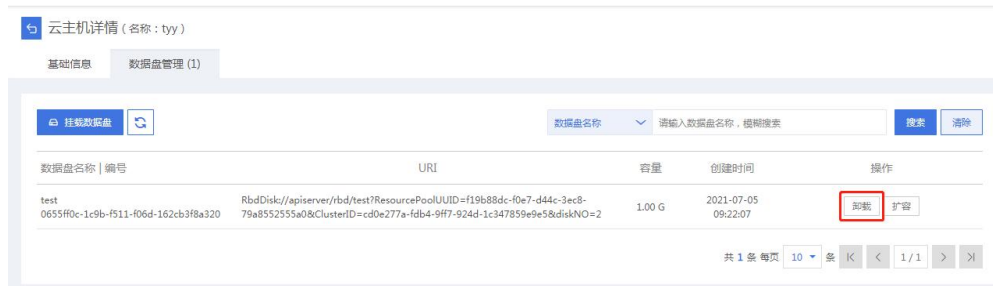 云主机详情（名称：tyy）
基础信息 数据盘管理 (1)
挂载数据盘 数据盘名称 请输入数据盘名称，模糊搜索 搜索 清除
数据盘名称 | 编号 URI 容量 创建时间 操作
test RbdDisk://apiserver/rbd/test?ResourcePoolUUID=f19b88dc-f0e7-d44c-3ec8- 2021-07-05
0655ff0c-1c9b-f511-f06d-162cb3f8a320 79a8552555a0&ClusterID=cd0e277a-fdb4-9ff7-924d-1c347859e9e5&diskNO=2 1.00 G 09:22:07 卸载 扩容
共 1 条 每页 10 条 1 / 1